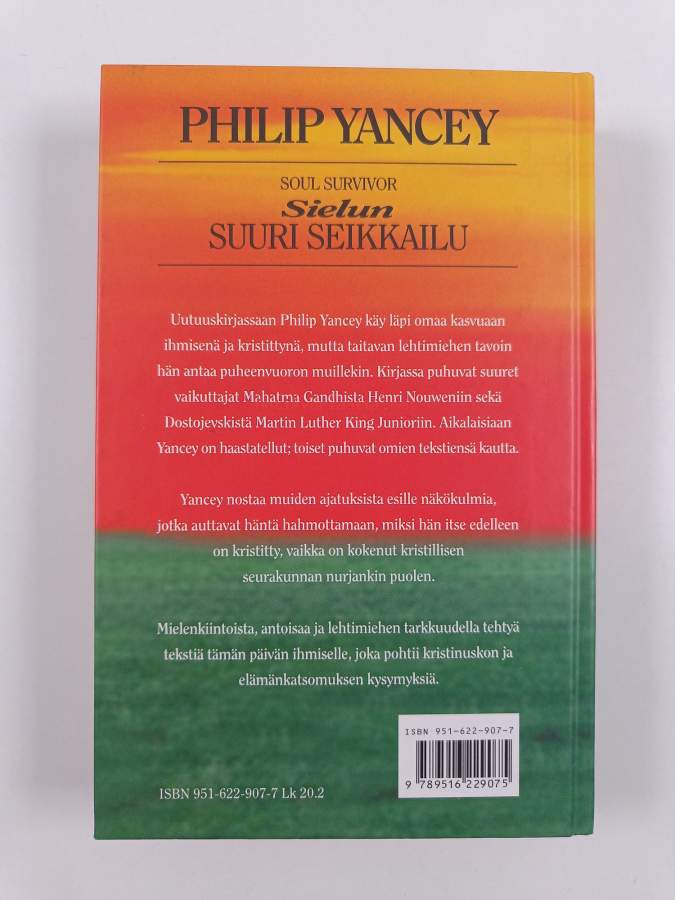 PHILIP YANCEY
SOUL SURVIVOR
Sielun
SUURI SEIKKAILU
Uutuuskirjassaan Philip Yancey käy läpi omaa kasvuaan
ihmisenä ja kristittynä, mutta taitavan lehtimiehen tavoin
hän antaa puheenvuoron muillekin. Kirjassa puhuvat suuret
vaikuttajat Mahatma Gandhista Henri Nouweniin sekä
Dostojevskistä Martin Luther King Junioriin. Aikalaisiaan
Yancey on haastatellut; toiset puhuvat omien tekstiensä kautta.
Yancey nostaa muiden ajatuksista esille näkökulmia,
jotka auttavat häntä hahmottamaan, miksi hän itse edelleen
on kristitty, vaikka on kokenut kristillisen
seurakunnan nurjankin puolen.
Mielenkiintoista, antoisaa ja lehtimiehen tarkkuudella tehtyä
tekstiä tämän päivän ihmiselle, joka pohtii kristinuskon ja
elämänkatsomuksen kysymyksiä.
ISBN 951-622-907-7
9 789516 229075
ISBN 951-622-907-7 Lk 20.2